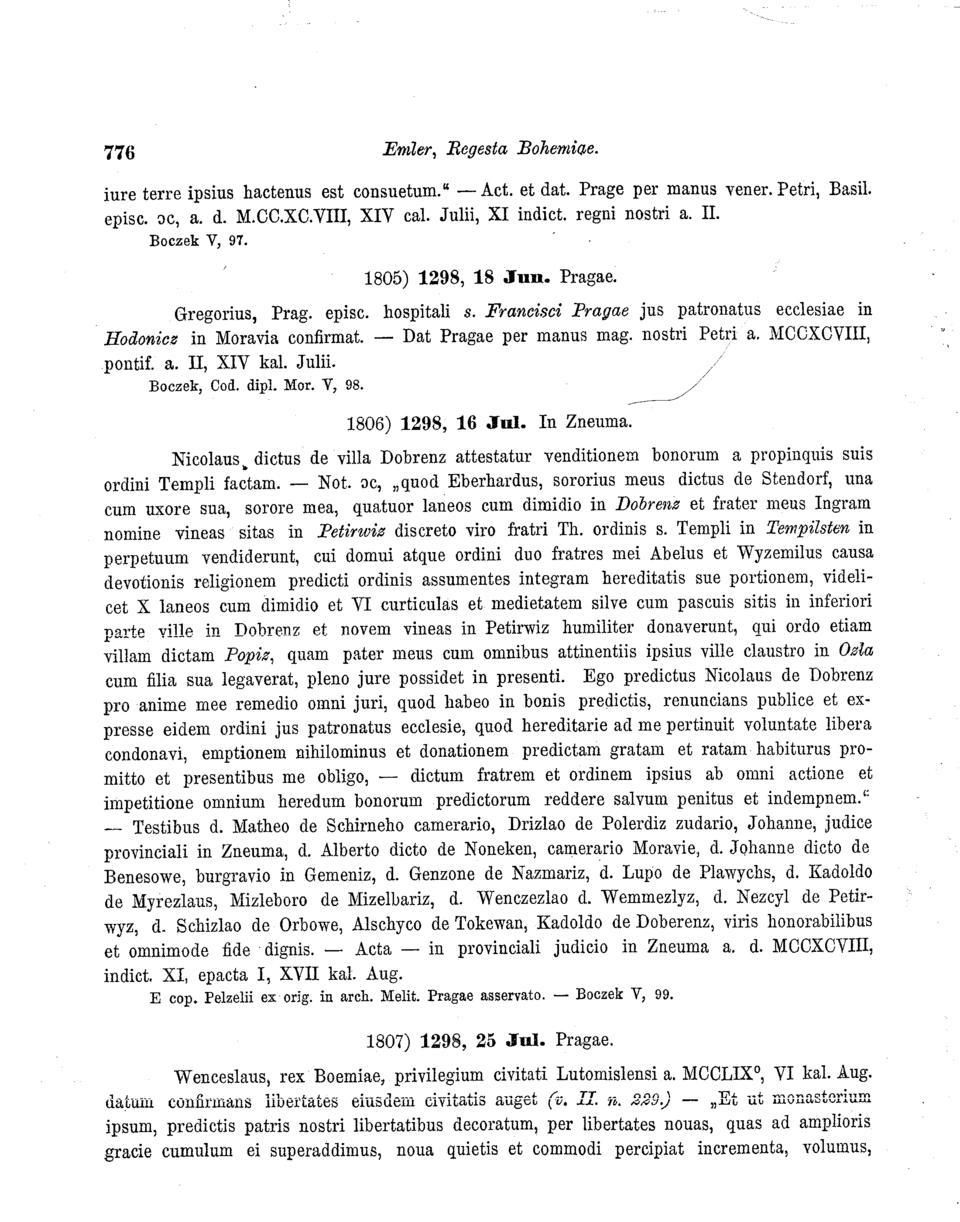 776 Emler, Regesta Bohemiae.
iure terre ipsius hactenus est consuetum.“ — Act. et dat. Prage per manus vener. Petri, Basil.
episc. ɔc, a. d. M.CC.XC.VIII, XIV cal. Julii, XI indict. regni nostri a. II.
Boczek V, 97.
1805) 1298, 18 Jun. Pragae.
Gregorius, Prag. episc. hospitali s. Francisci Pragae jus patronatus ecclesiae in
Hodonicz in Moravia confirmat. — Dat Pragae per manus mag. nostri Petri a. MCCXCVIII,
pontif. a. II, XIV kal. Julii.
Boczek, Cod. dipl. Mor. V, 98.
1806) 1298, 16 Jul. In Zneuma.
Nicolaus, dictus de villa Dobrenz attestatur venditionem bonorum a propinquis suis
ordini Templi factam. — Not. ɔc, „quod Eberhardus, sororius meus dictus de Stendorf, una
cum uxore sua, sorore mea, quatuor laneos cum dimidio in Dobrenz et frater meus Ingram
nomine vineas sitas in Petirwiz discreto viro fratri Th. ordinis s. Templi in Tempilsten in
perpetuum vendiderunt, cui domui atque ordini duo fratres mei Abelus et Wyzemilus causa
devotionis religionem predicti ordinis assumentes integram hereditatis sue portionem, videli-
cet X laneos cum dimidio et VI curticulas et medietatem silve cum pascuis sitis in inferiori
parte ville in Dobrenz et novem vineas in Petirwiz humiliter donaverunt, qui ordo etiam
villam dictam Popiz, quam pater meus cum omnibus attinentiis ipsius ville claustro in Ozla
cum filia sua legaverat, pleno jure possidet in presenti. Ego predictus Nicolaus de Dobrenz
pro anime mee remedio omni juri, quod habeo in bonis predictis, renuncians publice et ex-
presse eidem ordini jus patronatus ecclesie, quod hereditarie ad me pertinuit voluntate libera
condonavi, emptionem nihilominus et donationem predictam gratam et ratam habiturus pro-
mitto et presentibus me obligo, — dictum fratrem et ordinem ipsius ab omni actione et
impetitione omnium heredum bonorum predictorum reddere salvum penitus et indempnem.“
— Testibus d. Matheo de Schirneho camerario, Drizlao de Polerdiz zudario, Johanne, judice
provinciali in Zneuma, d. Alberto dicto de Noneken, camerario Moravie, d. Johanne dicto de
Benesowe, burgravio in Gemeniz, d. Genzone de Nazmariz, d. Lupo de Plawychs, d. Kadoldo
de Myrezlaus, Mizleboro de Mizelbariz, d. Wenczezlao d. Wemmezlyz, d. Nezcyl de Petir-
wyz, d. Schizlao de Orbowe, Alschyco de Tokewan, Kadoldo de Doberenz, viris honorabilibus
et omnimode fide dignis. — Acta — in provinciali judicio in Zneuma a. d. MCCXCVIII,
indict. XI, epacta I, XVII kal. Aug.
E cop. Pelzelii ex orig. in arch. Melit. Pragae asservato. — Boczek V, 99.
1807) 1298, 25 Jul. Pragae.
Wenceslaus, rex Boemiae, privilegium civitati Lutomislensi a. MCCLIX⁰, VI kal. Aug.
datum confirmans libertates eiusdem civitatis auget (v. II. n. 229.) — „Et ut monasterium
ipsum, predictis patris nostri libertatibus decoratum, per libertates nouas, quas ad amplioris
gracie cumulum ei superaddimus, noua quietis et commodi percipiat incrementa, volumus,